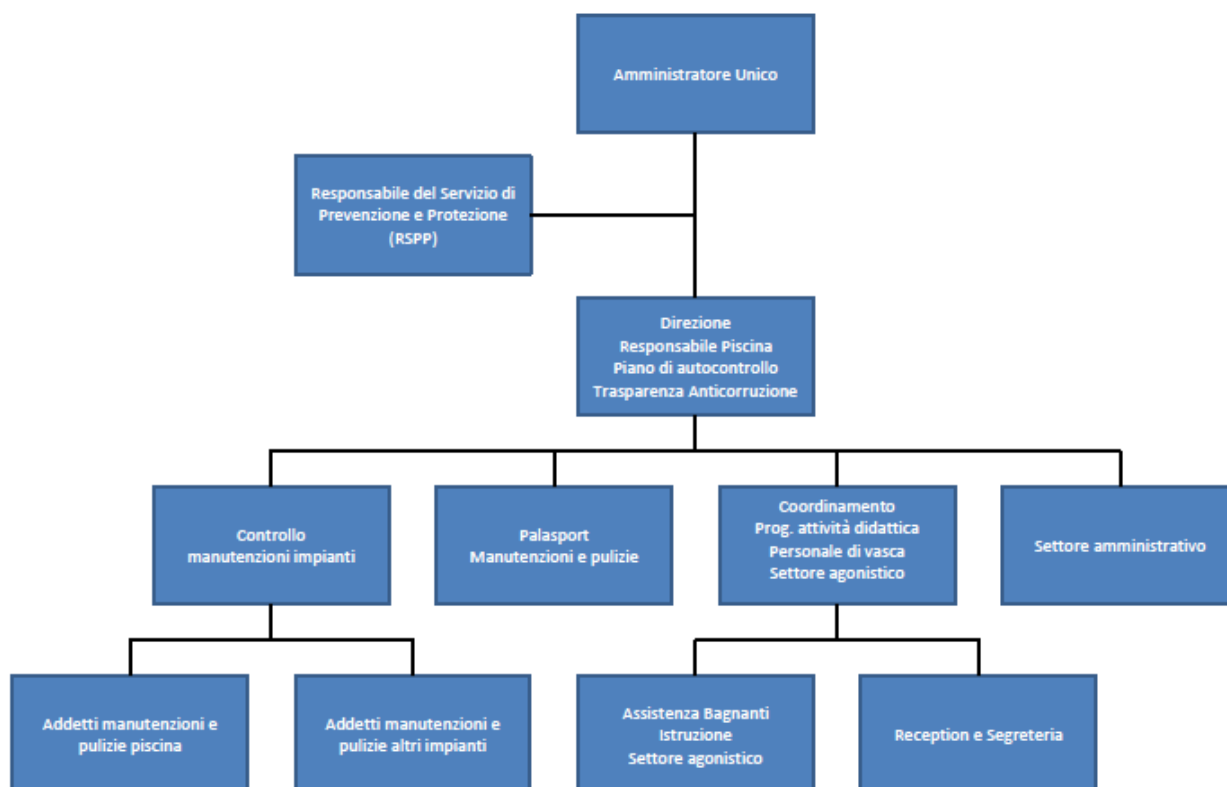 Amministratore Unico
Responsabile del Servizio di
Prevenzione e Protezione
(RSPP)
Direzione
Responsabile Piscina
Piano di autocontrollo
Trasparenza Anticorruzione
Controllo
manutenzioni impianti
Palasport
Manutenzioni e pulizie
Coordinamento
Prog. attività didattica
Personale di vasca
Settore agonistico
Settore amministrativo
Addetti manutenzioni e
pulizie piscina
Addetti manutenzioni e
pulizie altri impianti
Assistenza Bagnanti
Istruzione
Settore agonistico
Reception e Segreteria